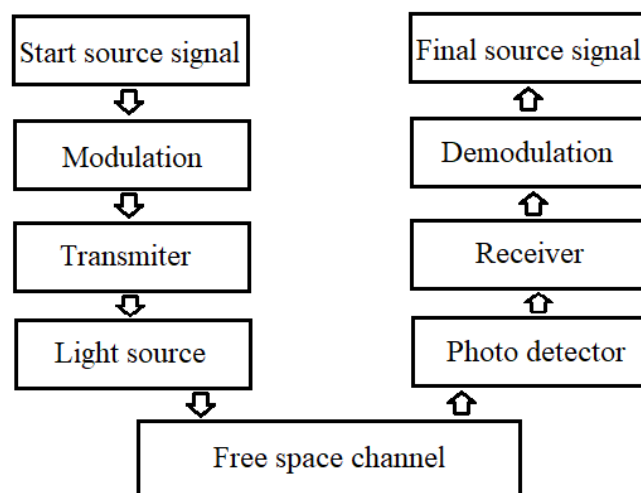 Start source signal
Modulation
Transmiter
Light source
Free space channel
Photo detector
Receiver
Demodulation
Final source signal